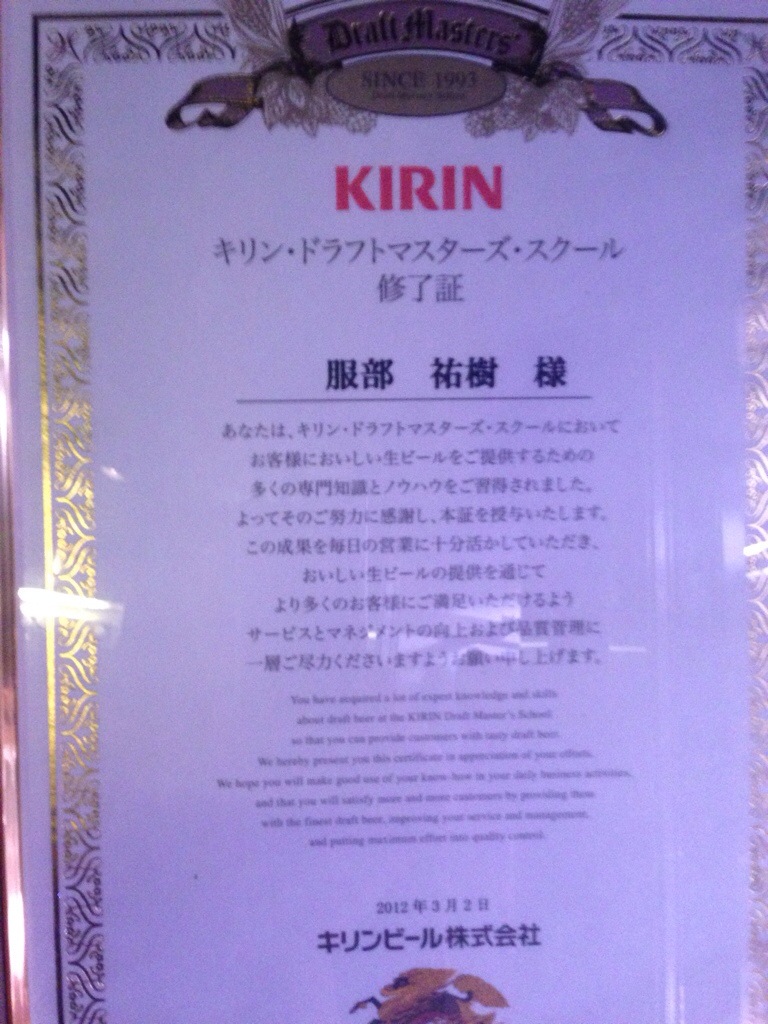 Draft Masters'
SINCE 1993
KIRIN
キリン・ドラフトマスターズ・スクール
修了証
服部 祐樹 様
あなたは、キリン・ドラフトマスターズ・スクールにおいて
お客様においしい生ビールをご提供するための
多くの専門知識とノウハウをご習得されました。
よってそのご努力に感謝し、本証を授与いたします。
この成果を毎日の営業に十分活かしていただき、
おいしい生ビールの提供を通じて
より多くのお客様にご満足いただけるよう
サービスとマネジメントの向上および品質管理に
一層ご尽力くださいますようお願い申し上げます。
You have acquired a lot of expert knowledge and skills
about draft beer at the KIRIN Draft Master's School
so that you can provide customers with tasty draft beer.
We hereby present you this certificate in appreciation of your efforts.
We hope you will make good use of your know-how in your daily business activities,
and that you will satisfy more and more customers by providing them
with the finest draft beer, improving your service and management,
and putting maximum effort into quality control.
2012年3月2日
キリンビール株式会社